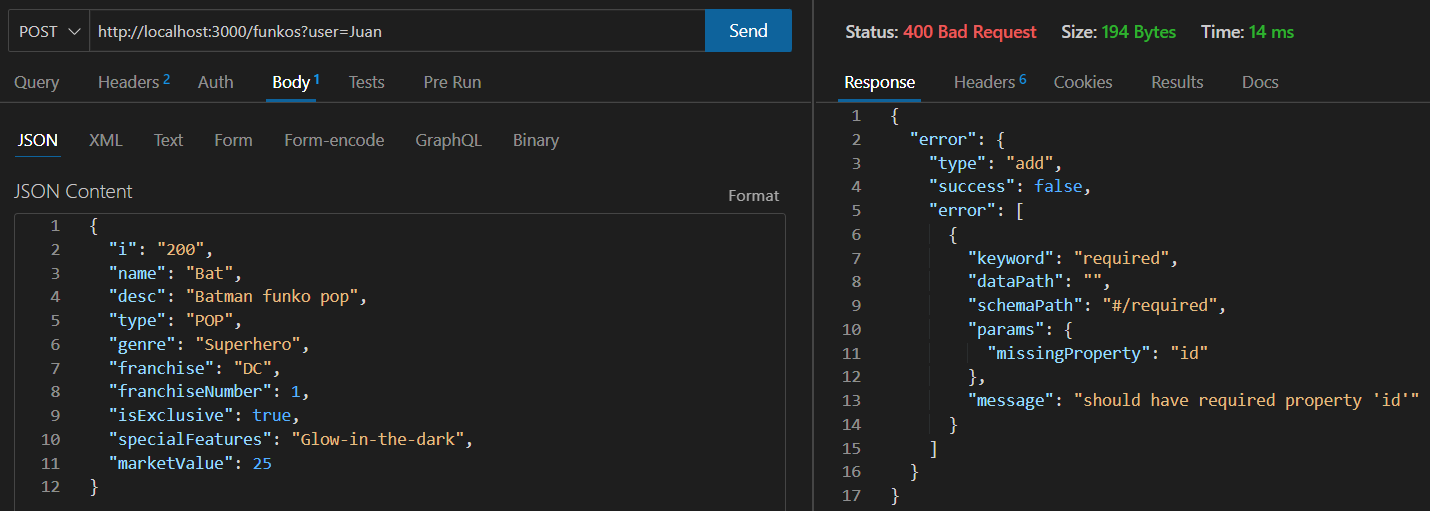 POST http://localhost:3000/funkos?user=Juan Send
Query Headers 2 Auth Body 1 Tests Pre Run
JSON XML Text Form Form-encode GraphQL Binary
JSON Content Format
1 {
2 "i": "200",
3 "name": "Bat",
4 "desc": "Batman funko pop",
5 "type": "POP",
6 "genre": "Superhero",
7 "franchise": "DC",
8 "franchiseNumber": 1,
9 "isExclusive": true,
10 "specialFeatures": "Glow-in-the-dark",
11 "marketValue": 25
12 }
Status: 400 Bad Request Size: 194 Bytes Time: 14 ms
Response Headers 6 Cookies Results Docs
1 {
2 "error": {
3 "type": "add",
4 "success": false,
5 "error": [
6 {
7 "keyword": "required",
8 "dataPath": "",
9 "schemaPath": "#/required",
10 "params": {
11 "missingProperty": "id"
12 },
13 "message": "should have required property 'id'"
14 }
15 ]
16 }
17 }